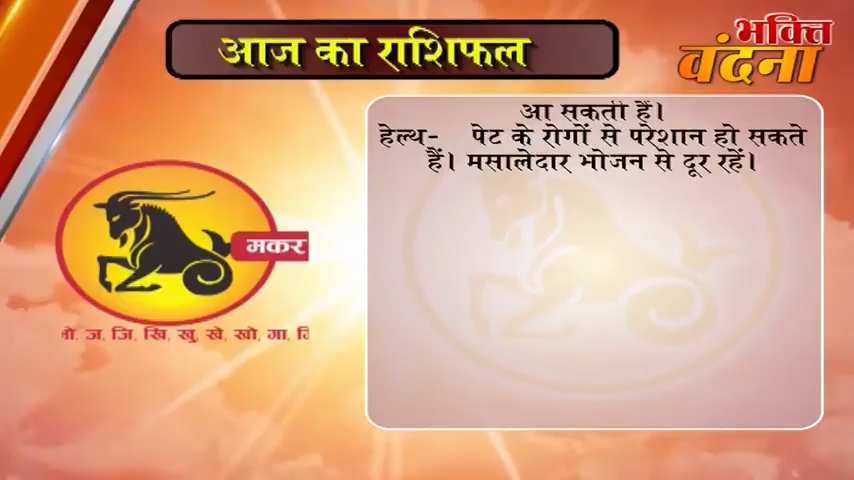 आज का राशिफल
भक्ति
वंदना
आ सकती हैं।
हेल्थ- पेट के रोगों से परेशान हो सकते
हैं। मसालेदार भोजन से दूर रहें।
मकर
ज, जि, खि, खु, खे, खो, गा,